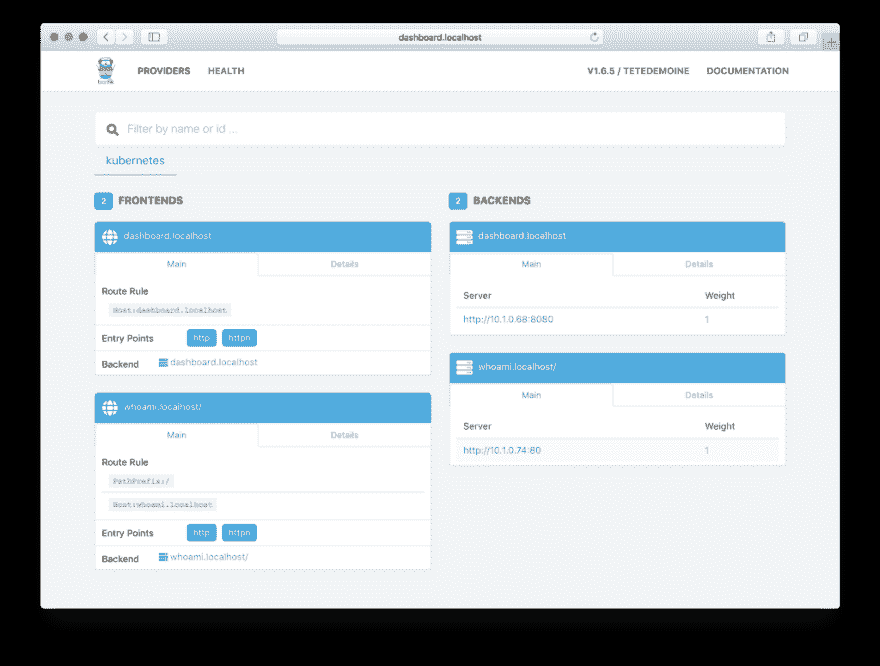 dashboard.localhost
PROVIDERS HEALTH V1.6.5 / TETEDEMOINE DOCUMENTATION
Filter by name or id ...
kubernetes
2 FRONTENDS
dashboard.localhost
Main Details
Route Rule
Host:dashboard.localhost
Entry Points http httpn
Backend dashboard.localhost
whoami.localhost/
Main Details
Route Rule
PathPrefix:/
Host:whoami.localhost
Entry Points http httpn
Backend whoami.localhost/
2 BACKENDS
dashboard.localhost
Main Details
Server Weight
http://10.1.0.68:8080 1
whoami.localhost/
Main Details
Server Weight
http://10.1.0.74:80 1